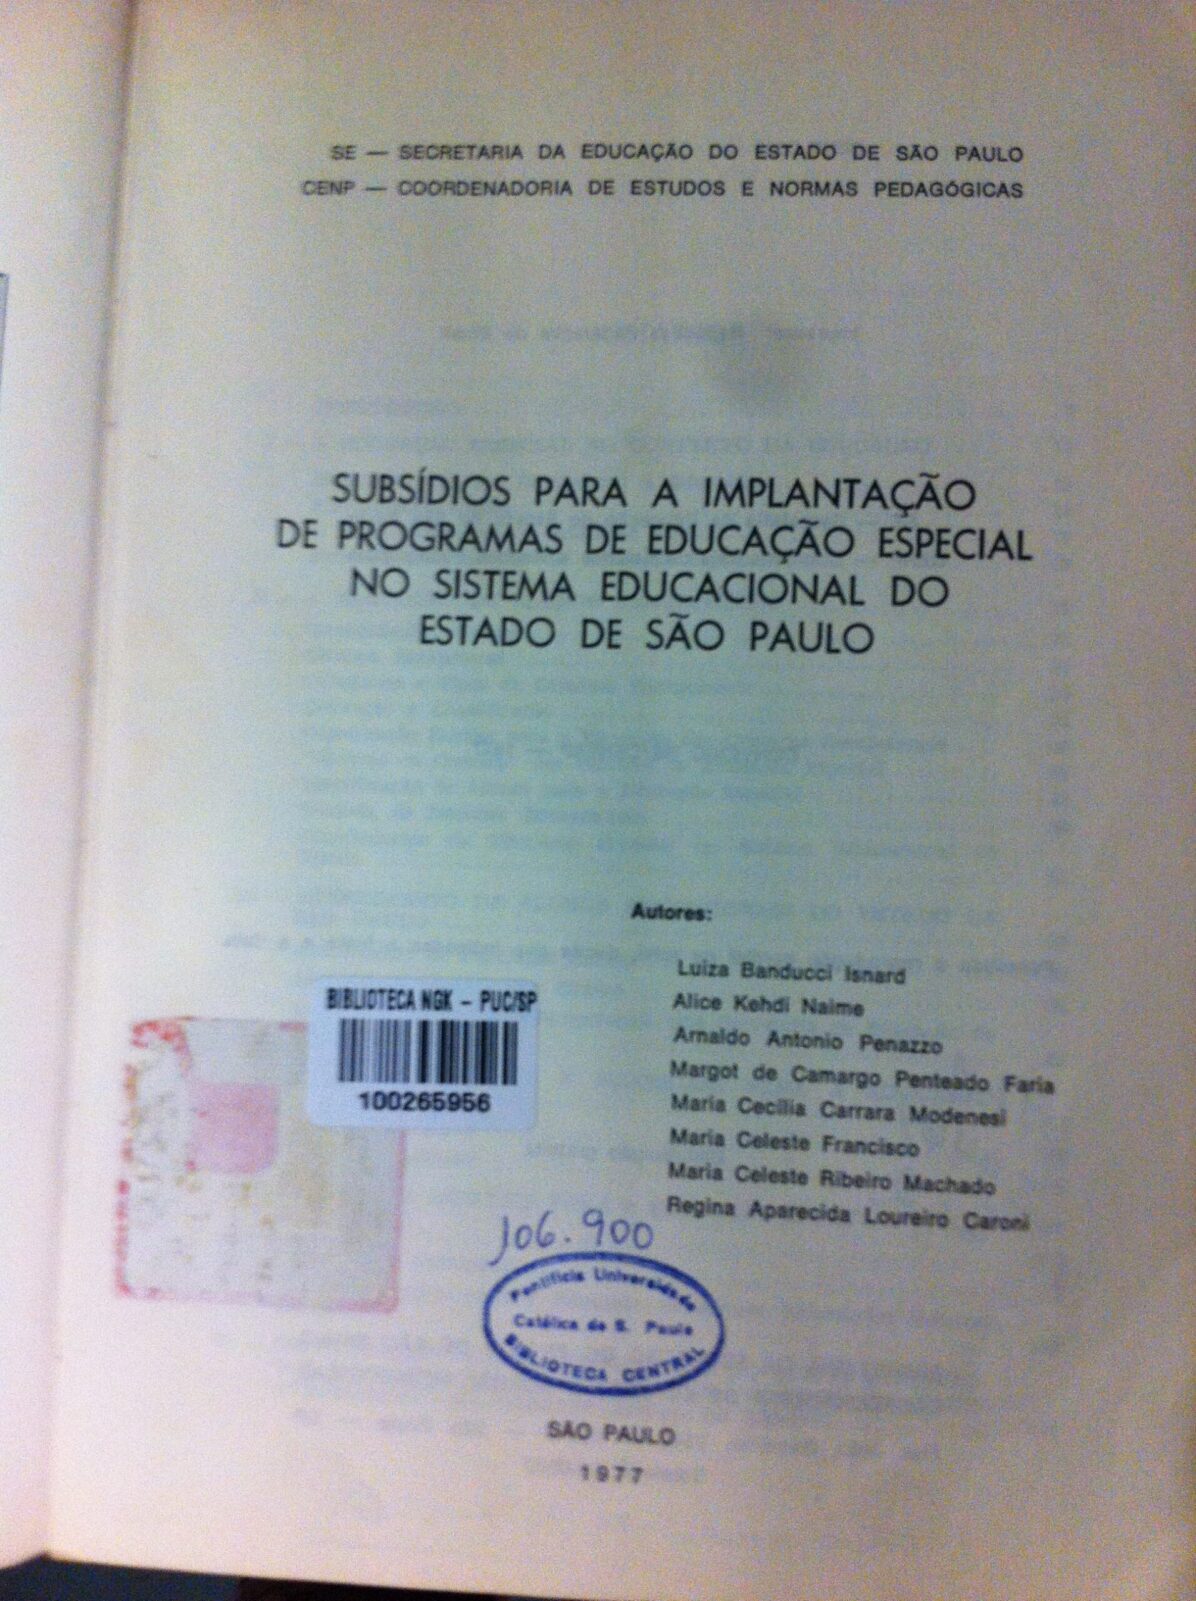 SE — SECRETARIA DA EDUCAÇÃO DO ESTADO DE SÃO PAULO
CENP — COORDENADORIA DE ESTUDOS E NORMAS PEDAGÓGICAS
SUBSÍDIOS PARA A IMPLANTAÇÃO
DE PROGRAMAS DE EDUCAÇÃO ESPECIAL
NO SISTEMA EDUCACIONAL DO
ESTADO DE SÃO PAULO
Autores:
Luiza Banducci Isnard
Alice Kehdi Naime
Arnaldo Antonio Penazzo
Margot de Camargo Penteado Faria
Maria Cecília Carrara Modenesi
Maria Celeste Francisco
Maria Celeste Ribeiro Machado
Regina Aparecida Loureiro Caroni
BIBLIOTECA NGK – PUC/SP
100265956
106.900
Pontifícia Universidade
Católica de S. Paulo
BIBLIOTECA CENTRAL
SÃO PAULO
1977